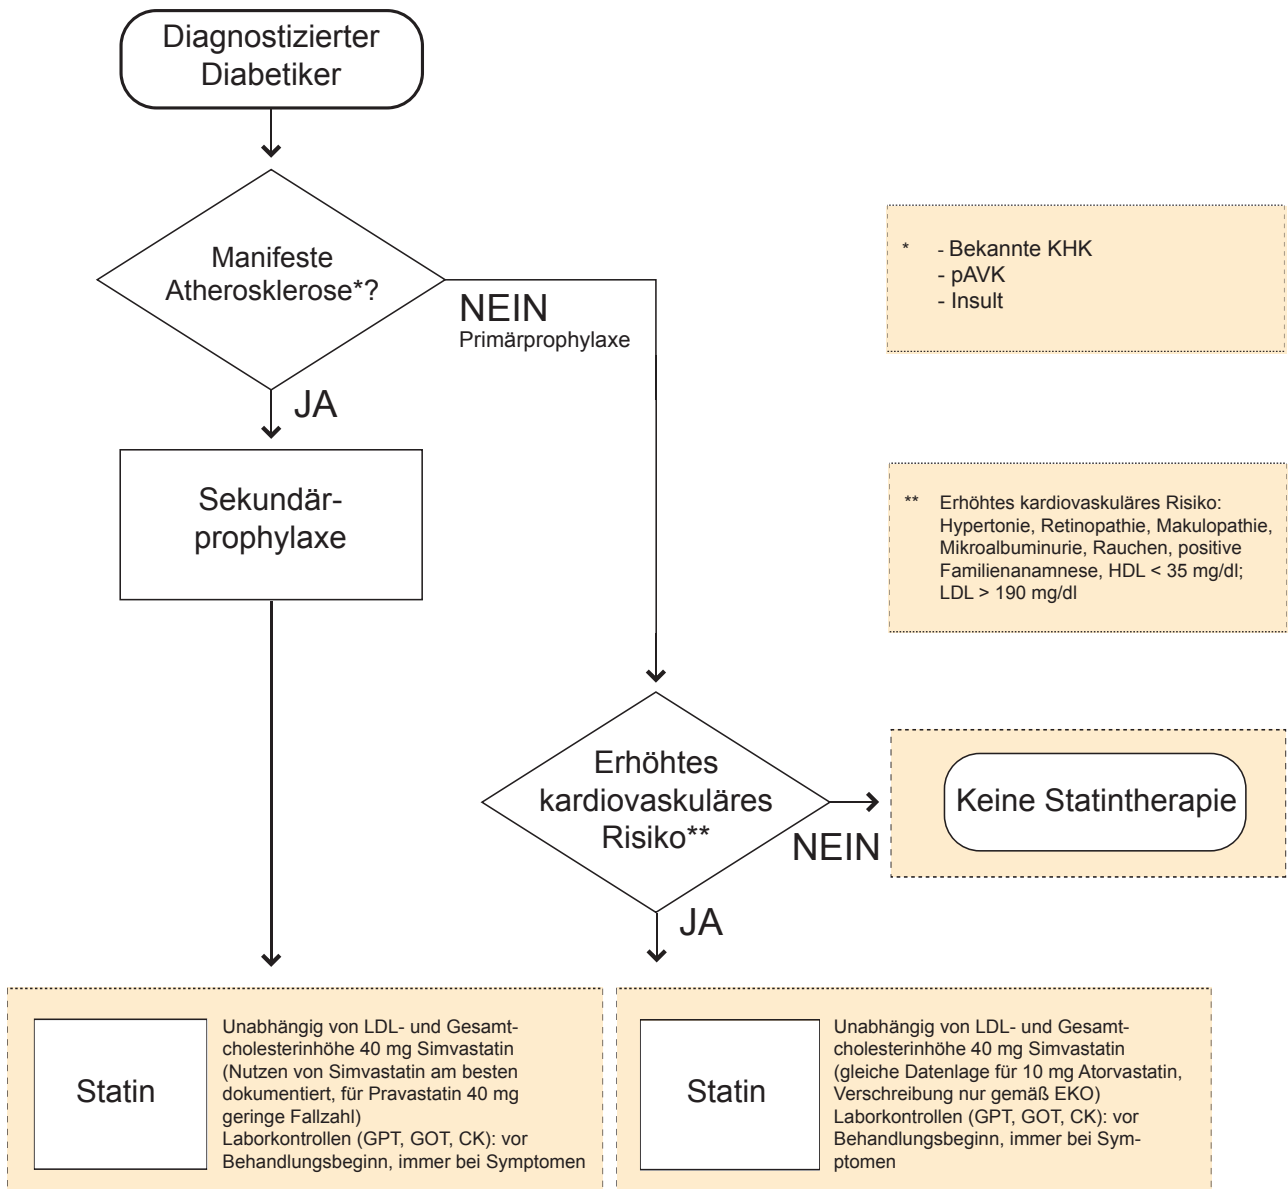 Diagnostizierter
Diabetiker
Manifeste
Atherosklerose*?
NEIN
Primärprophylaxe
* - Bekannte KHK
- pAVK
- Insult
JA
Sekundär-
prophylaxe
** Erhöhtes kardiovaskuläres Risiko:
Hypertonie, Retinopathie, Makulopathie,
Mikroalbuminurie, Rauchen, positive
Familienanamnese, HDL < 35 mg/dl;
LDL > 190 mg/dl
Erhöhtes
kardiovaskuläres
Risiko**
NEIN
Keine Statintherapie
JA
Statin
Unabhängig von LDL- und Gesamt-
cholesterinhöhe 40 mg Simvastatin
(Nutzen von Simvastatin am besten
dokumentiert, für Pravastatin 40 mg
geringe Fallzahl)
Laborkontrollen (GPT, GOT, CK): vor
Behandlungsbeginn, immer bei Symptomen
Statin
Unabhängig von LDL- und Gesamt-
cholesterinhöhe 40 mg Simvastatin
(gleiche Datenlage für 10 mg Atorvastatin,
Verschreibung nur gemäß EKO)
Laborkontrollen (GPT, GOT, CK): vor
Behandlungsbeginn, immer bei Sym-
ptomen